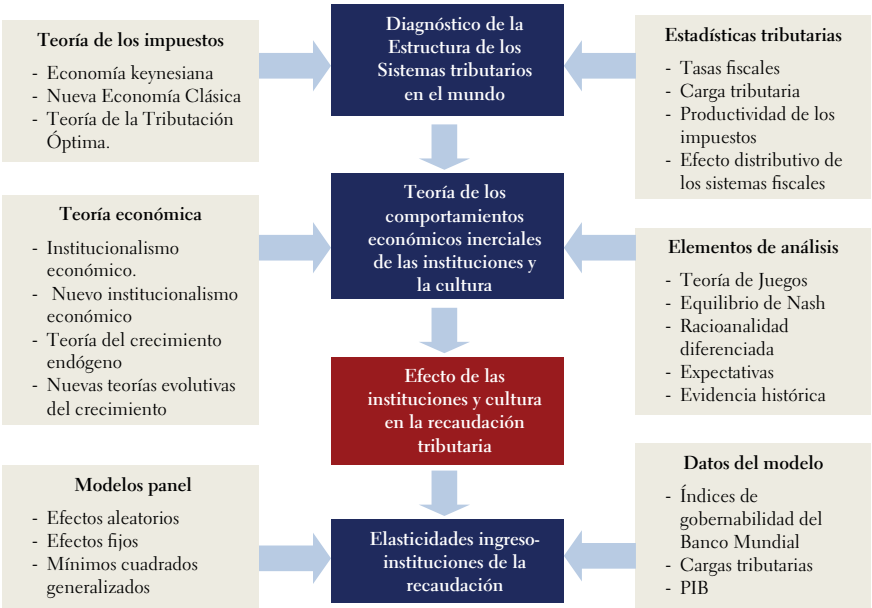 Teoría de los impuestos
- Economía keynesiana
- Nueva Economía Clásica
- Teoría de la Tributación
Óptima.
Diagnóstico de la
Estructura de los
Sistemas tributarios
en el mundo
Estadísticas tributarias
- Tasas fiscales
- Carga tributaria
- Productividad de los
impuestos
- Efecto distributivo de
los sistemas fiscales
Teoría económica
- Institucionalismo
económico.
- Nuevo institucionalismo
económico
- Teoría del crecimiento
endógeno
- Nuevas teorías evolutivas
del crecimiento
Teoría de los
comportamientos
económicos inerciales
de las instituciones y
la cultura
Elementos de análisis
- Teoría de Juegos
- Equilibrio de Nash
- Racioanalidad
diferenciada
- Expectativas
- Evidencia histórica
Efecto de las
instituciones y cultura
en la recaudación
tributaria
Modelos panel
- Efectos aleatorios
- Efectos fijos
- Mínimos cuadrados
generalizados
Elasticidades ingreso-
instituciones de la
recaudación
Datos del modelo
- Índices de
gobernabilidad del
Banco Mundial
- Cargas tributarias
- PIB